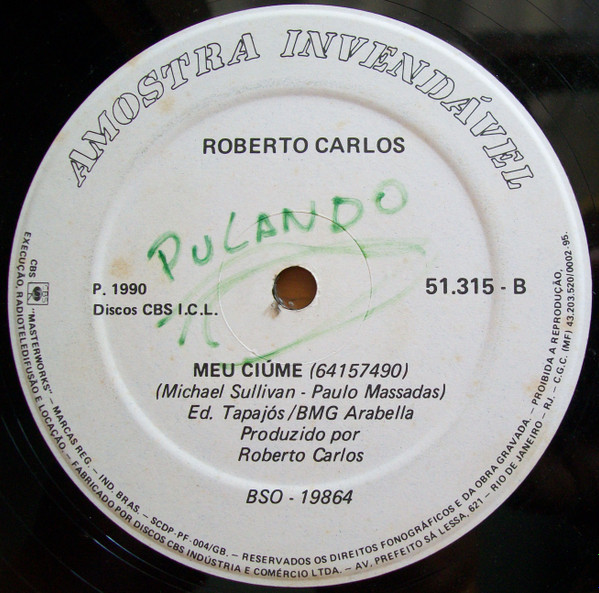 AMOSTRA INVENDÁVEL
ROBERTO CARLOS
PULANDO
P. 1990
Discos CBS I.C.L.
51.315 - B
MEU CIÚME (64157490)
(Michael Sullivan - Paulo Massadas)
Ed. Tapajós/BMG Arabella
Produzido por
Roberto Carlos
BSO - 19864
CBS "MASTERWORKS" - MARCAS REG. - IND. BRAS. - SCDP-PF-004/GB. - RESERVADOS OS DIREITOS FONOGRÁFICOS E DA OBRA GRAVADA. - PROIBIDA A REPRODUÇÃO,
EXECUÇÃO, RADIOTELEDIFUSÃO E LOCAÇÃO. - FABRICADO POR DISCOS CBS INDÚSTRIA E COMÉRCIO LTDA. - AV. PREFEITO SÁ LESSA, 621 - RIO DE JANEIRO - RJ. - C.G.C. (MF) 43.203.520/0002-95.